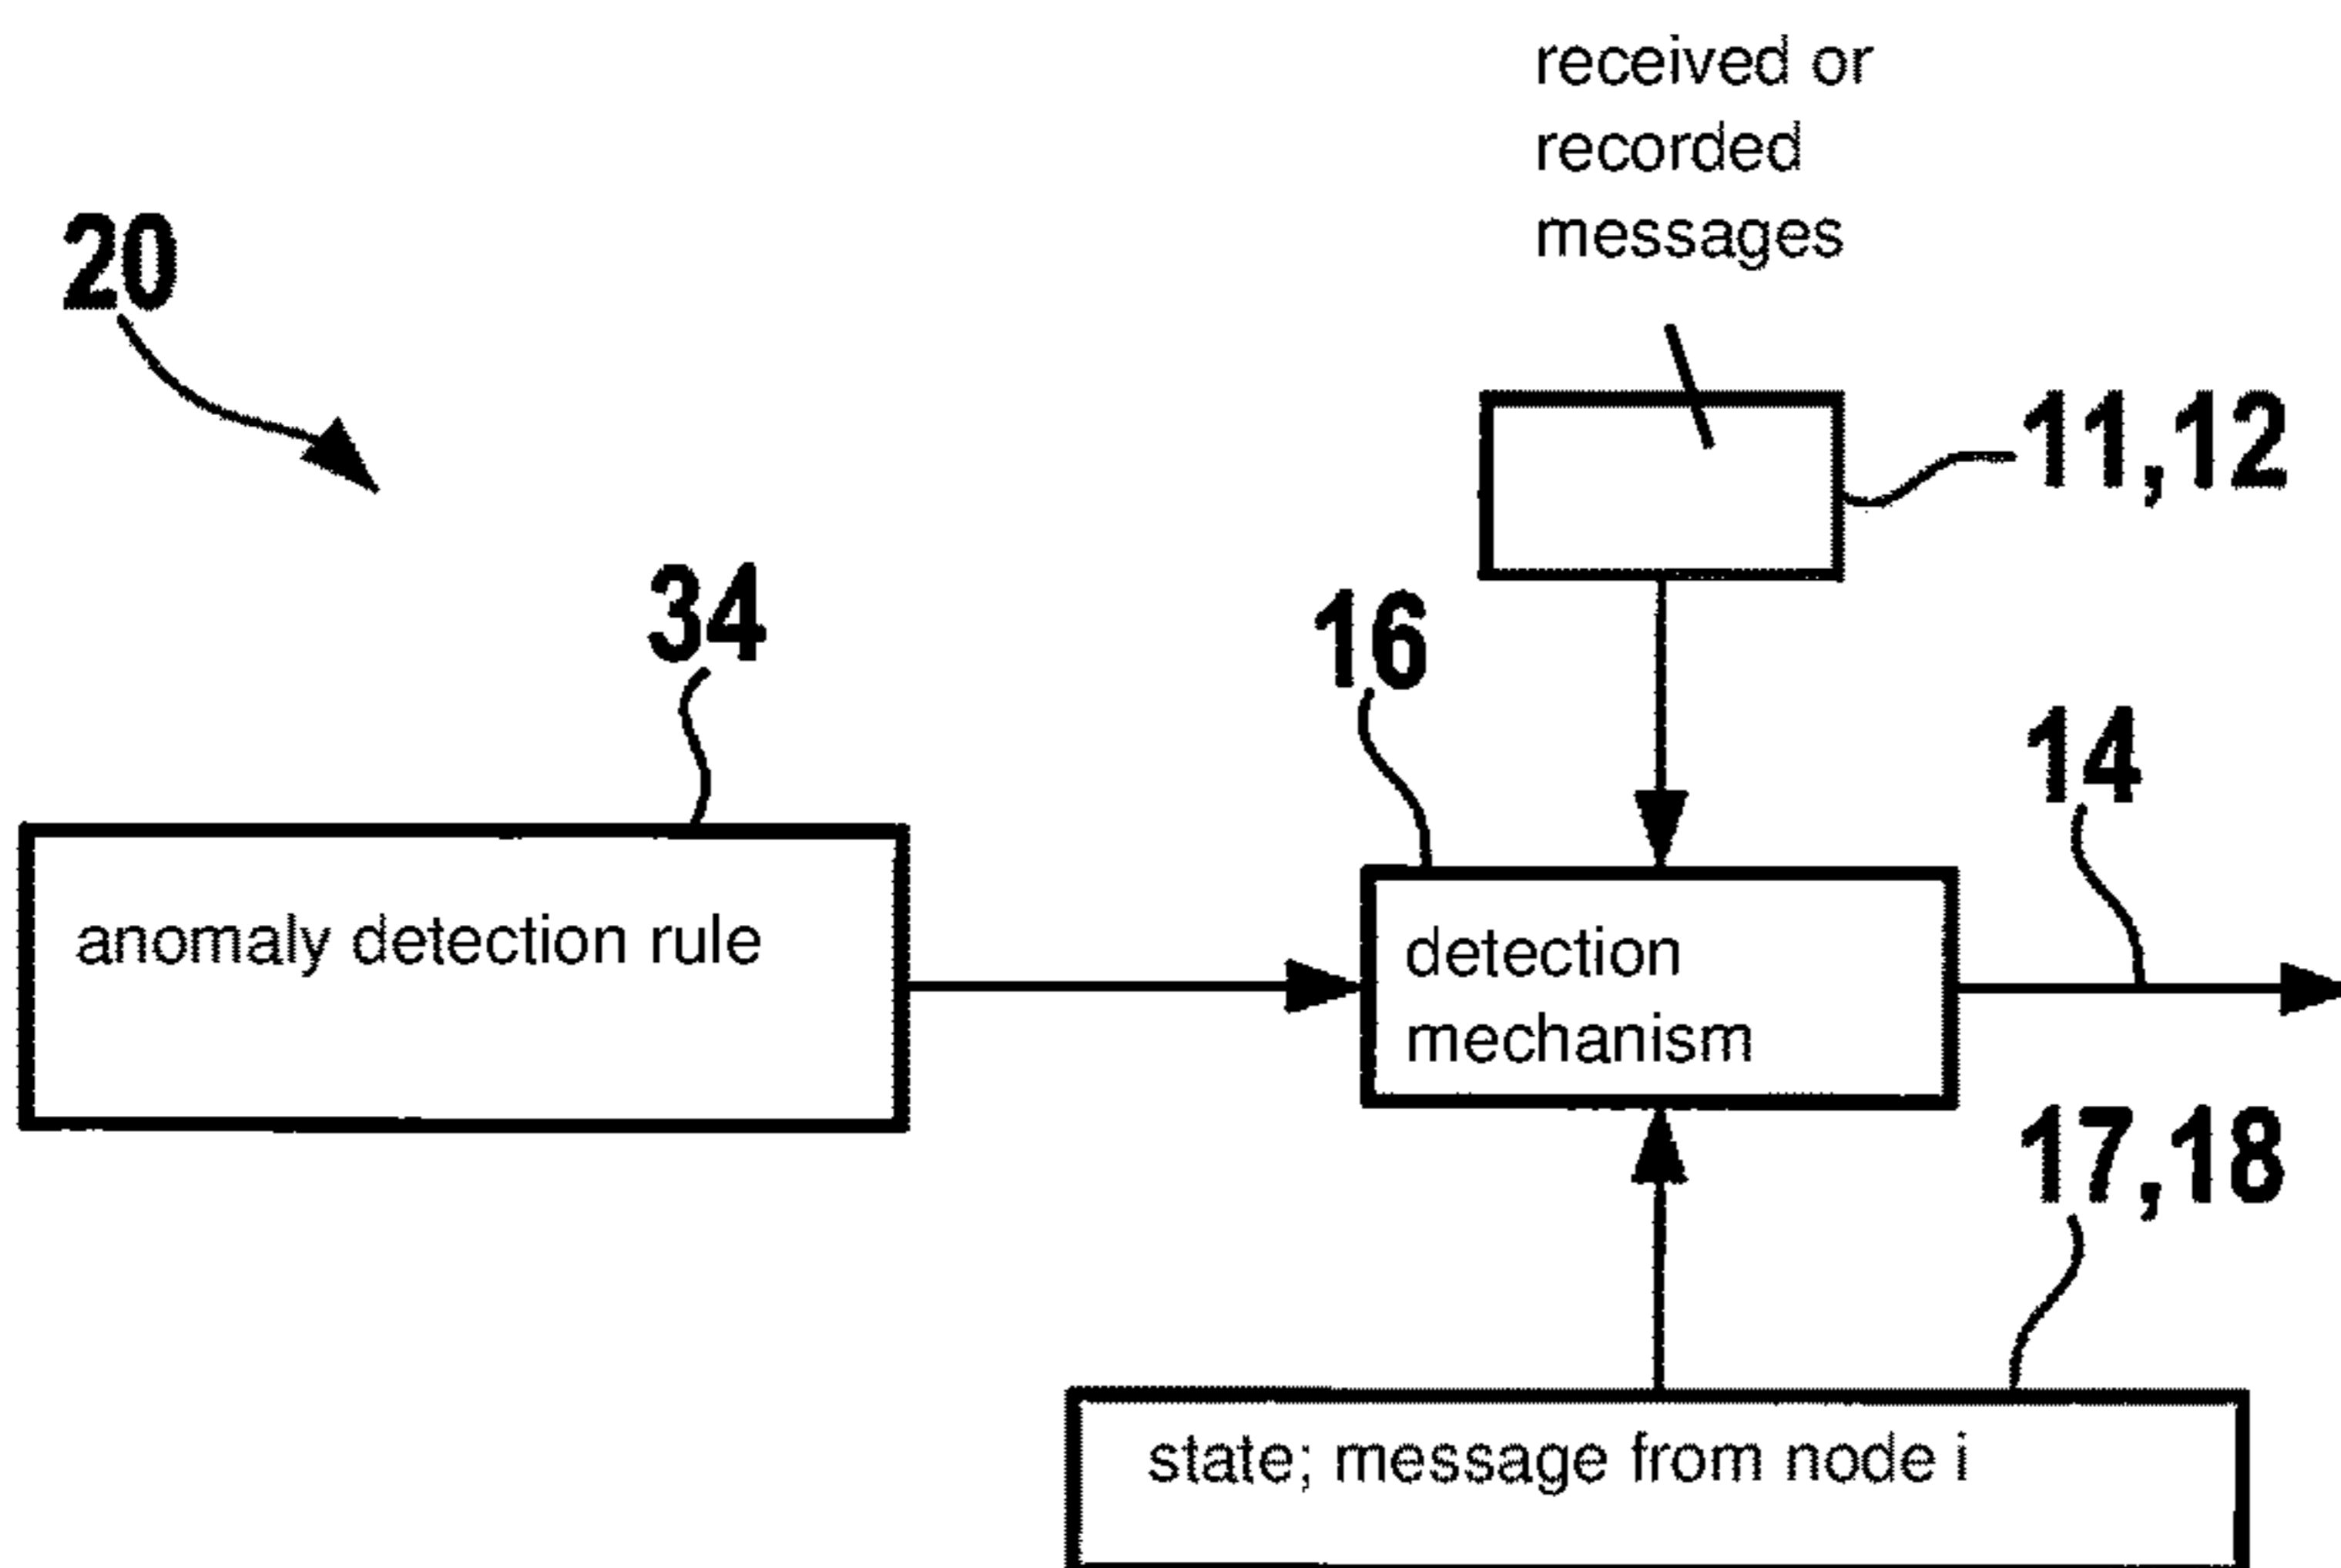 received or
recorded
messages
20
11,12
34
16
14
anomaly detection rule
detection
mechanism
17,18
state; message from node i